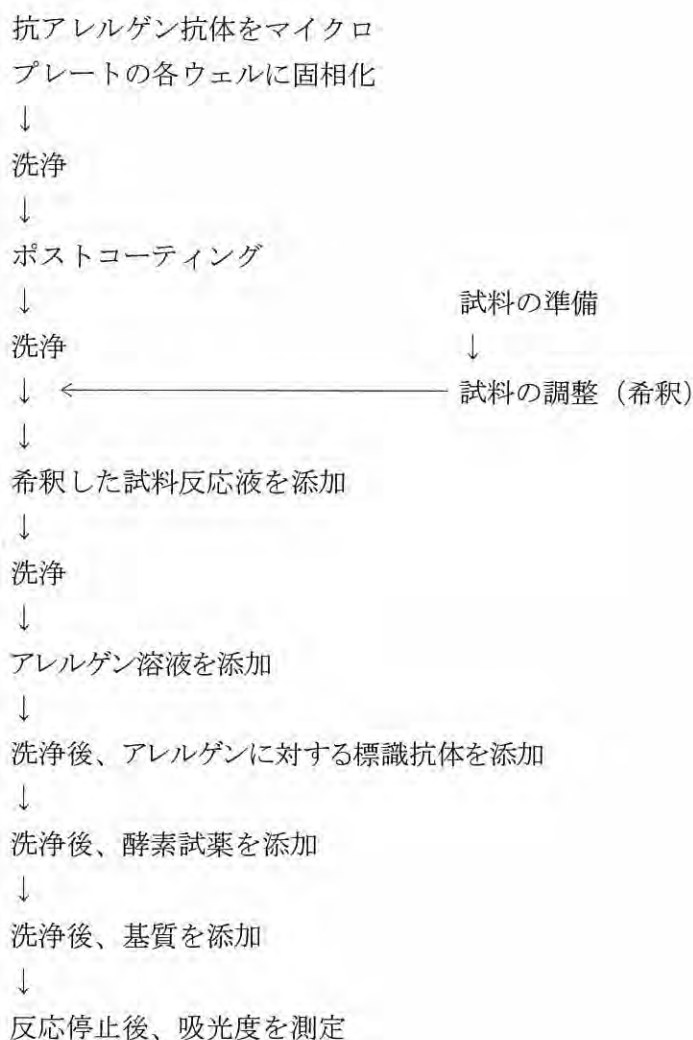 抗アレルゲン抗体をマイクロ
プレートの各ウェルに固相化
↓
洗浄
↓
ポストコーティング
↓
試料の準備
洗浄
↓
↓ ←
試料の調整（希釈）
↓
希釈した試料反応液を添加
↓
洗浄
↓
アレルゲン溶液を添加
↓
洗浄後、アレルゲンに対する標識抗体を添加
↓
洗浄後、酵素試薬を添加
↓
洗浄後、基質を添加
↓
反応停止後、吸光度を測定